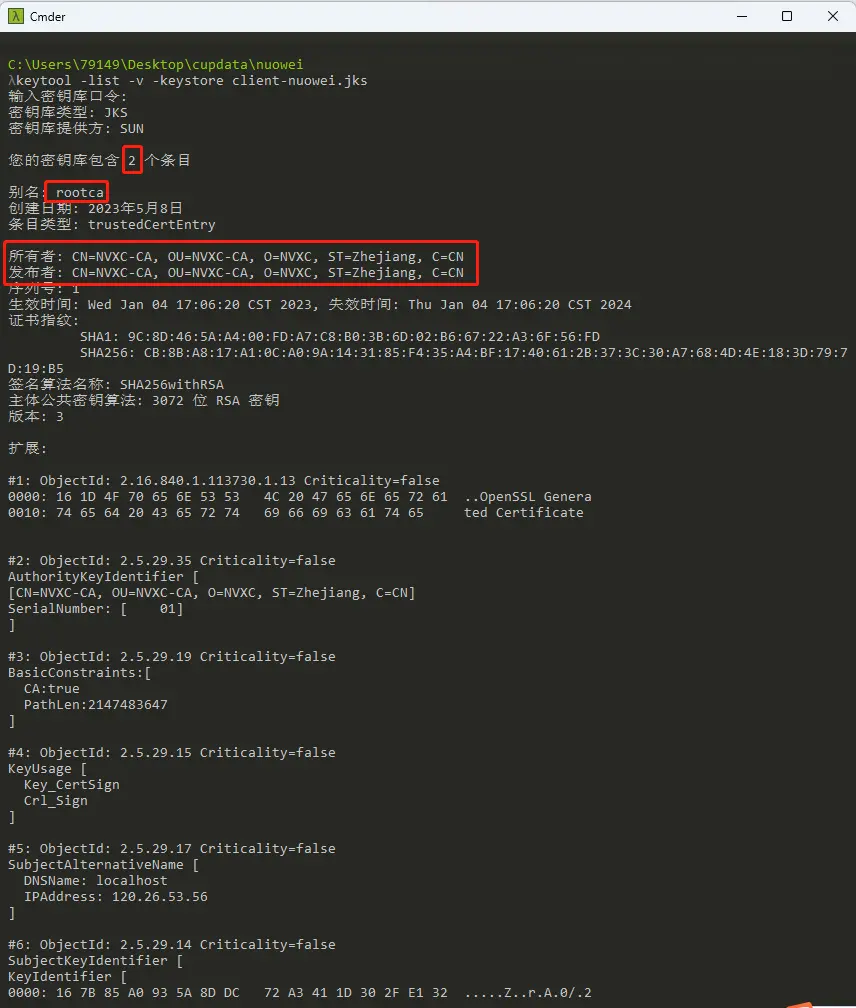 Cmder
C:\Users\79149\Desktop\cupdata\nuowei
λkeytool -list -v -keystore client-nuowei.jks
输入密钥库口令:
密钥库类型: JKS
密钥库提供方: SUN
您的密钥库包含 2 个条目
别名: rootca
创建日期: 2023年5月8日
条目类型: trustedCertEntry
所有者: CN=NVXC-CA, OU=NVXC-CA, O=NVXC, ST=Zhejiang, C=CN
发布者: CN=NVXC-CA, OU=NVXC-CA, O=NVXC, ST=Zhejiang, C=CN
序列号: 1
生效时间: Wed Jan 04 17:06:20 CST 2023, 失效时间: Thu Jan 04 17:06:20 CST 2024
证书指纹:
SHA1: 9C:8D:46:5A:A4:00:FD:A7:C8:B0:3B:6D:02:B6:67:22:A3:6F:56:FD
SHA256: CB:8B:A8:17:A1:0C:A0:9A:14:31:85:F4:35:A4:BF:17:40:61:2B:37:3C:30:A7:68:4D:4E:18:3D:79:7
D:19:B5
签名算法名称: SHA256withRSA
主体公共密钥算法: 3072 位 RSA 密钥
版本: 3
扩展:
#1: ObjectId: 2.16.840.1.113730.1.13 Criticality=false
0000: 16 1D 4F 70 65 6E 53 53   4C 20 47 65 6E 65 72 61  ..OpenSSL Genera
0010: 74 65 64 20 43 65 72 74   69 66 69 63 61 74 65     ted Certificate
#2: ObjectId: 2.5.29.35 Criticality=false
AuthorityKeyIdentifier [
[CN=NVXC-CA, OU=NVXC-CA, O=NVXC, ST=Zhejiang, C=CN]
SerialNumber: [    01]
]
#3: ObjectId: 2.5.29.19 Criticality=false
BasicConstraints:[
CA:true
PathLen:2147483647
]
#4: ObjectId: 2.5.29.15 Criticality=false
KeyUsage [
Key_CertSign
Crl_Sign
]
#5: ObjectId: 2.5.29.17 Criticality=false
SubjectAlternativeName [
DNSName: localhost
IPAddress: 120.26.53.56
]
#6: ObjectId: 2.5.29.14 Criticality=false
SubjectKeyIdentifier [
KeyIdentifier [
0000: 16 7B 85 A0 93 5A 8D DC   72 A3 41 1D 30 2F E1 32  .....Z..r.A.0/.2